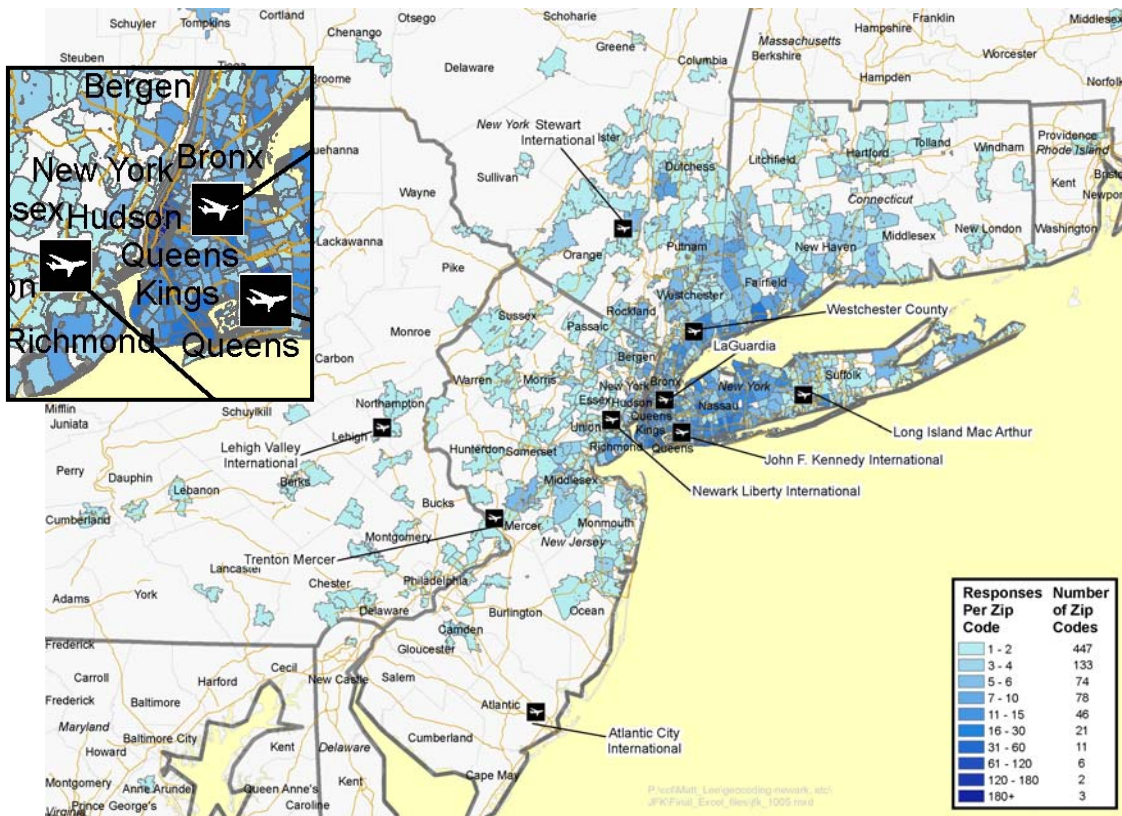 Schuyler
Tompkins
Cortland
Otsego
Schoharie
Chenango
Greene
Columbia
Massachusetts
Berkshire
Franklin
Hampshire
Middlesex
Worcester
Hampden
Norfolk
Steuben
Broome
Delaware
Bergen
New York
Bronx
Hudson
Queens
Kings
Richmond
Queens
New York
Stewart
International
Ulster
Sullivan
Dutchess
Litchfield
Hartford
Tolland
Windham
Providence
Rhode Island
Kent
Bristol
Newport
Washington
Connecticut
Wayne
Lackawanna
Orange
Putnam
New Haven
Middlesex
New London
Pike
Westchester
Fairfield
Rockland
Westchester County
Sussex
Monroe
Passaic
Bergen
LaGuardia
Carbon
Warren
Morris
New York
Bronx
New York
Suffolk
Essex
Hudson
Nassau
Mifflin
Juniata
Schuylkill
Northampton
Queens
Union
Kings
Long Island Mac Arthur
Lehigh
Lehigh Valley
International
Hunterdon
Somerset
Richmond
Queens
John F. Kennedy International
Perry
Dauphin
Lebanon
Berks
Middlesex
Newark Liberty International
Bucks
Cumberland
Mercer
Monmouth
Montgomery
New Jersey
Trenton Mercer
Lancaster
Chester
Philadelphia
Adams
York
Delaware
Burlington
Ocean
Camden
Gloucester
Frederick
Cecil
Carroll
Harford
New Castle
Salem
Frederick
Baltimore
Atlantic
Maryland
Baltimore City
Kent
Delaware
Cumberland
Atlantic City
International
Howard
Montgomery
Anne Arundel
Queen Anne's
Kent
Cape May
Prince George's
Caroline
Virginia
Responses Per Zip Code Number of Zip Codes
1 - 2 447
3 - 4 133
5 - 6 74
7 - 10 78
11 - 15 46
16 - 30 21
31 - 60 11
61 - 120 6
120 - 180 2
180+ 3